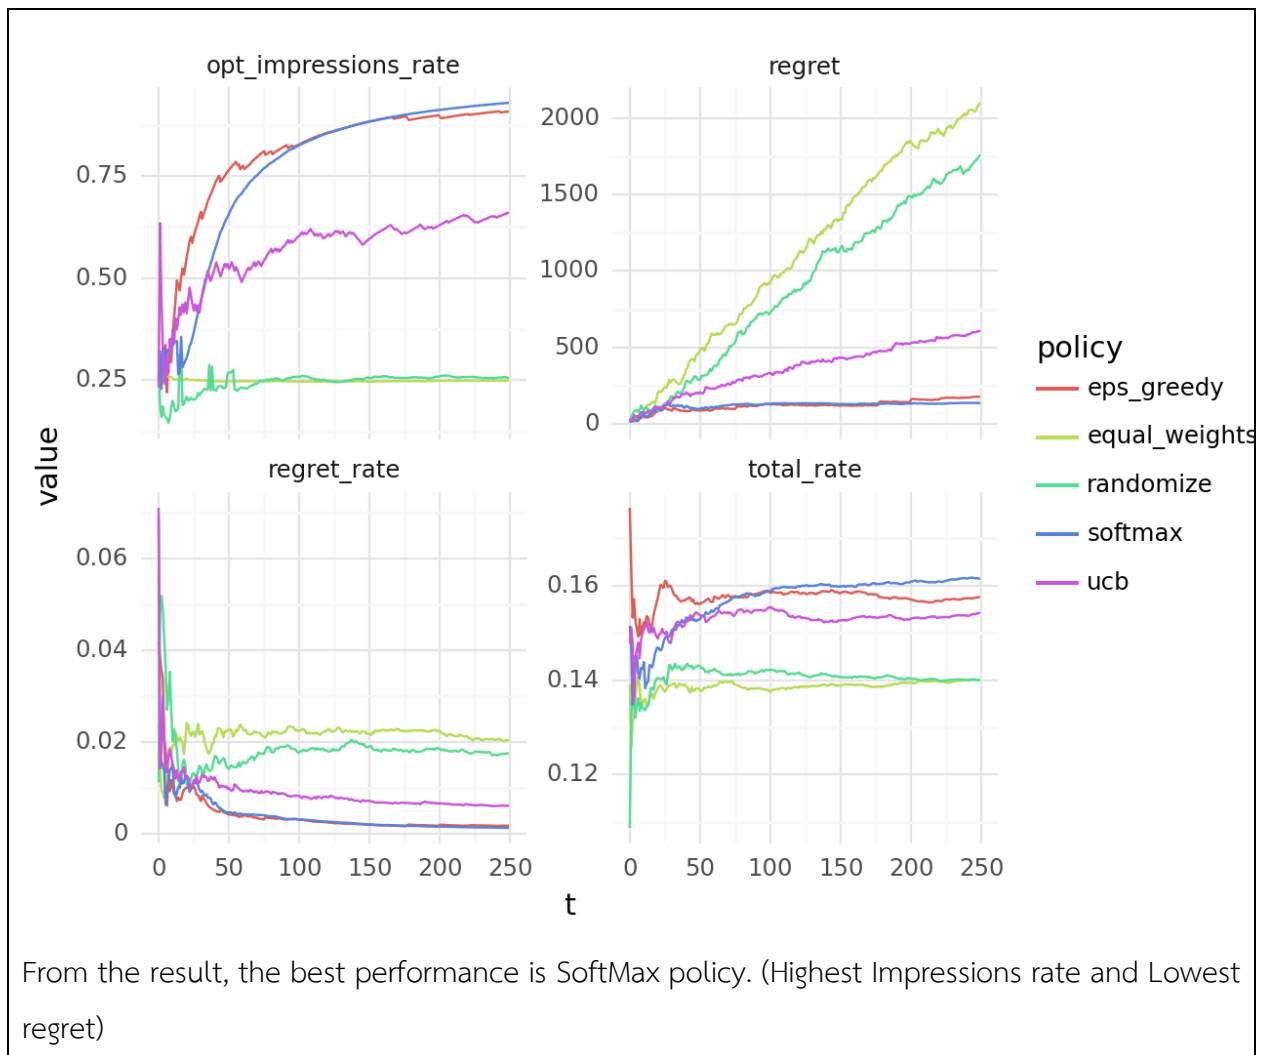 opt_impressions_rate
regret
0.75
0.50
0.25
2000
1500
1000
500
0
regret_rate
total_rate
0.06
0.04
0.02
0
0.16
0.14
0.12
0 50 100 150 200 250
0 50 100 150 200 250
value
t
policy
eps_greedy
equal_weights
randomize
softmax
ucb
From the result, the best performance is SoftMax policy. (Highest Impressions rate and Lowest
regret)